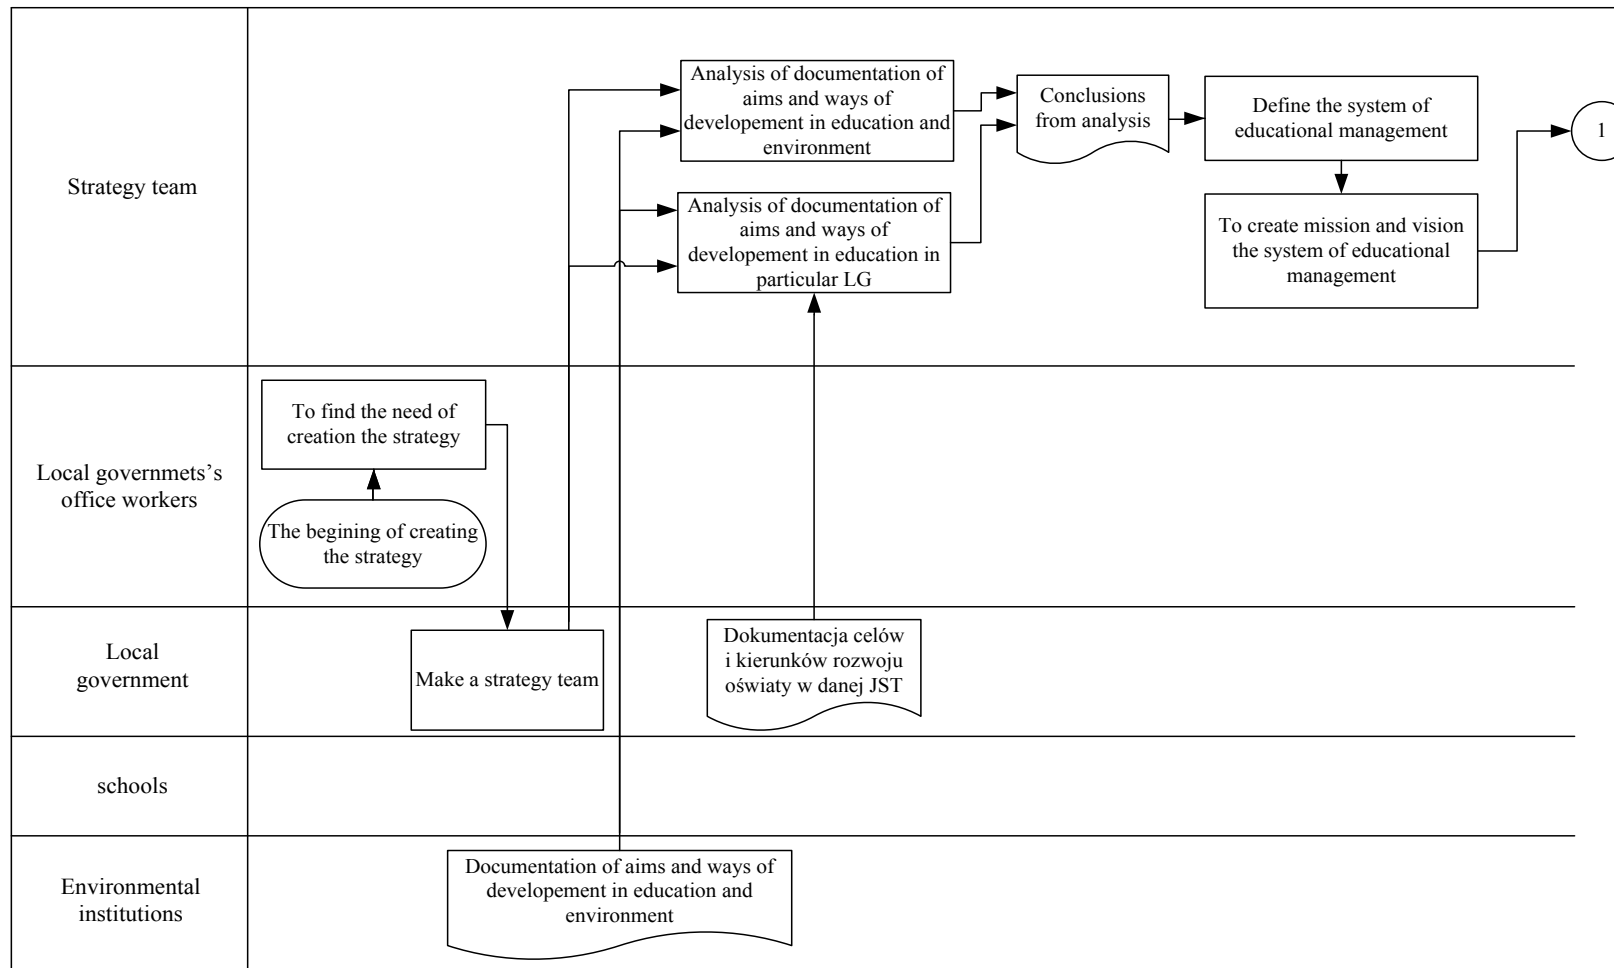 Strategy team
Analysis of documentation of
aims and ways of
developement in education and
environment
Conclusions
from analysis
Define the system of
educational management
1
Analysis of documentation of
aims and ways of
developement in education in
particular LG
To create mission and vision
the system of educational
management
Local governmets’s
office workers
To find the need of
creation the strategy
The begining of creating
the strategy
Local
government
Make a strategy team
Dokumentacja celów
i kierunków rozwoju
oświaty w danej JST
schools
Environmental
institutions
Documentation of aims and ways of
developement in education and
environment